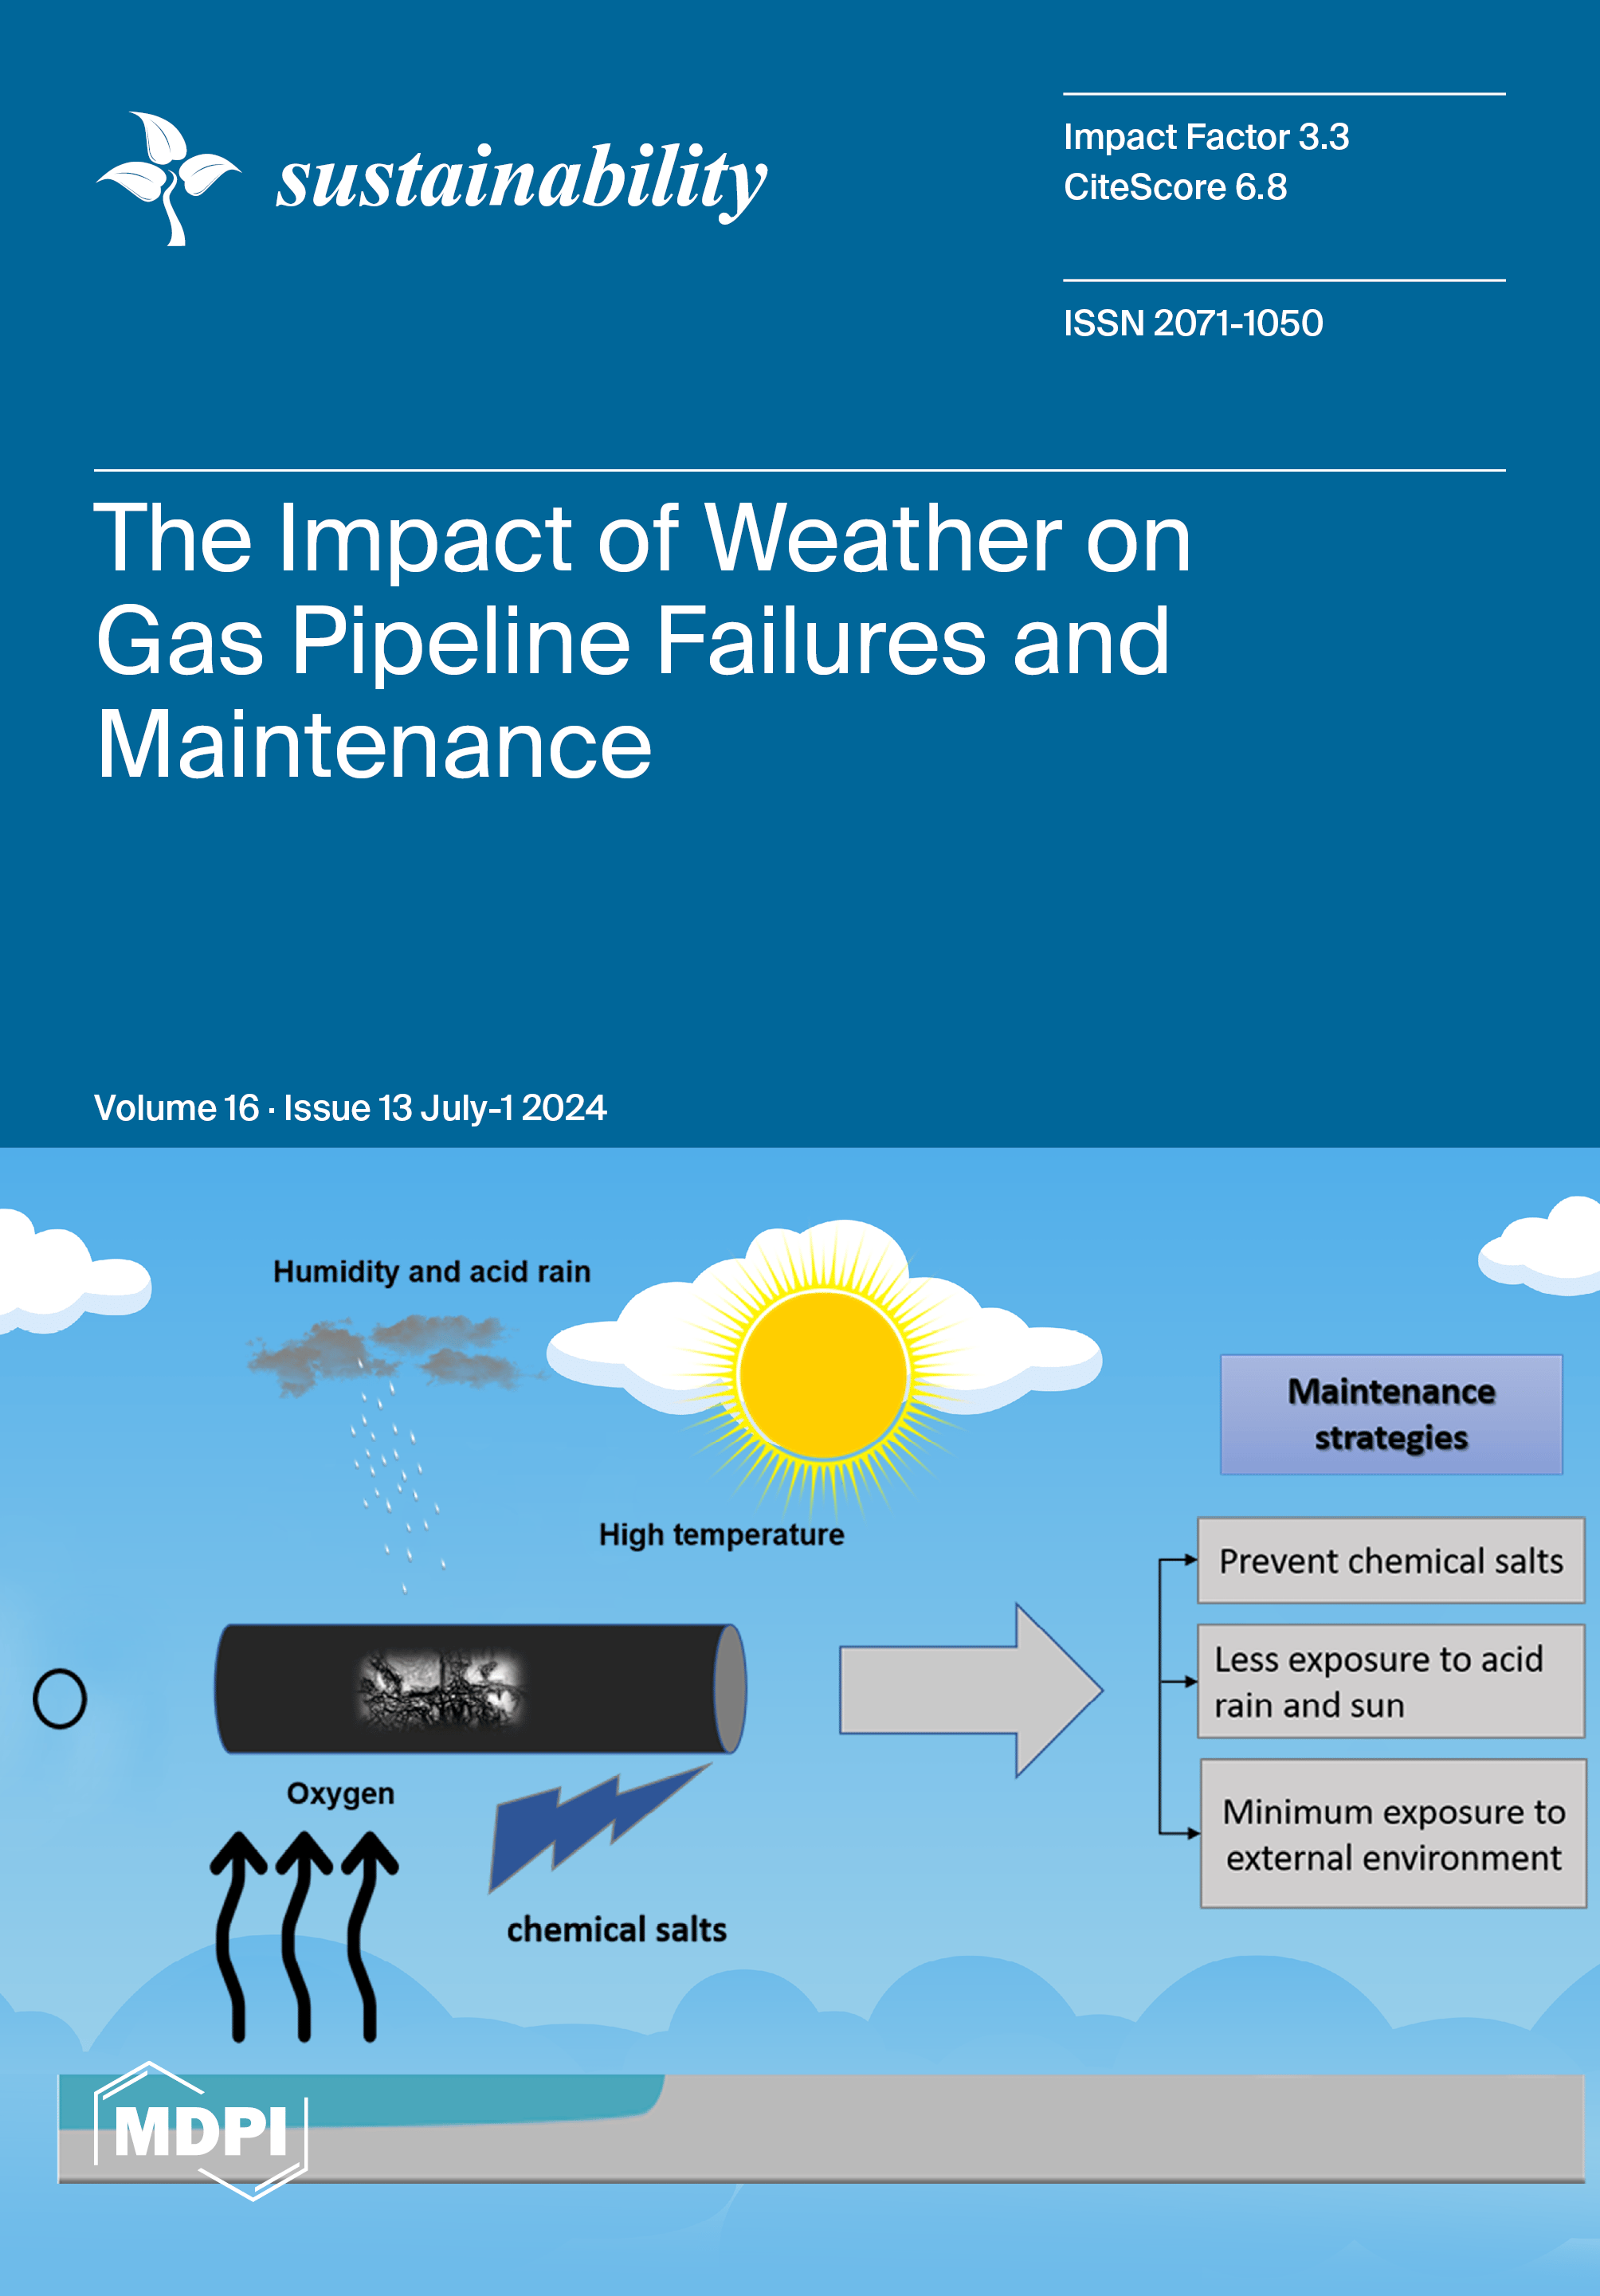 sustainability
Impact Factor 3.3
CiteScore 6.8
ISSN 2071-1050
The Impact of Weather on
Gas Pipeline Failures and
Maintenance
Volume 16 · Issue 13 July-1 2024
Humidity and acid rain
High temperature
Oxygen
chemical salts
Maintenance
strategies
Prevent chemical salts
Less exposure to acid
rain and sun
Minimum exposure to
external environment
MDPI